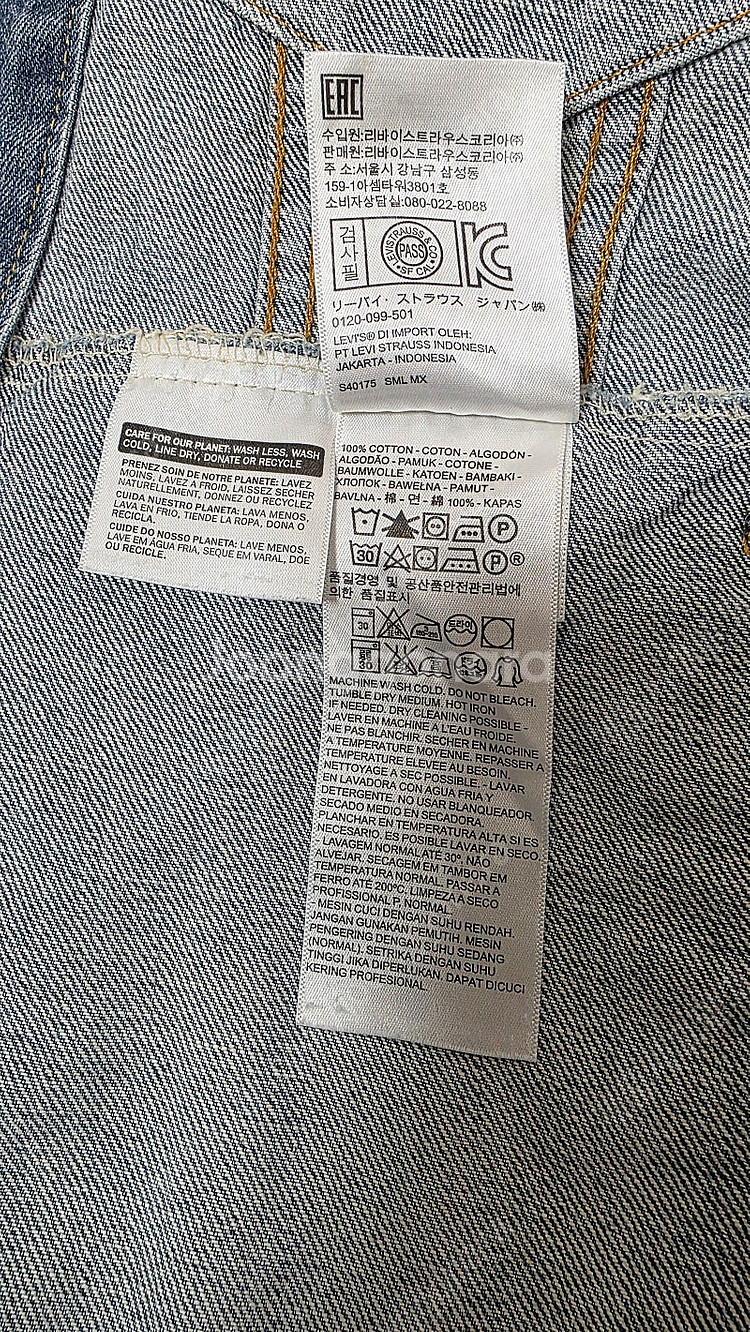 EAC
수입원:리바이스트라우스코리아㈜
판매원:리바이스트라우스코리아㈜
주 소:서울시 강남구 삼성동
159-1아셈타워3801호
소비자상담실:080-022-8088
검사필
LEVI STRAUSS & CO
PASS
SF CAL
リーバイ・ストラウス ジャパン㈱
0120-099-501
LEVI'S® DI IMPORT OLEH:
PT LEVI STRAUSS INDONESIA
JAKARTA - INDONESIA
S40175 SML MX
CARE FOR OUR PLANET: WASH LESS, WASH
COLD, LINE DRY, DONATE OR RECYCLE
PRENEZ SOIN DE NOTRE PLANETE: LAVEZ
MOINS, LAVEZ A FROID, LAISSEZ SECHER
NATURELLEMENT, DONNEZ OU RECYCLEZ
CUIDA NUESTRO PLANETA: LAVA MENOS,
LAVA EN FRIO, TIENDE LA ROPA, DONA O
RECICLA.
CUIDE DO NOSSO PLANETA: LAVE MENOS,
LAVE EM ÁGUA FRIA, SEQUE EM VARAL, DOE
OU RECICLE.
100% COTTON - COTON - ALGODÓN -
ALGODÃO - PAMUK - COTONE -
BAUMWOLLE - KATOEN - BAMBAKI -
ХЛОПОК - BAWEŁNA - PAMUT -
BAVLNA - 棉 - 면 - 綿 100% - KAPAS
P
30 P ®
품질경영 및 공산품안전관리법에
의한 품질표시
30 드라이
30
MACHINE WASH COLD. DO NOT BLEACH.
TUMBLE DRY MEDIUM. HOT IRON
IF NEEDED. DRY CLEANING POSSIBLE -
LAVER EN MACHINE A L'EAU FROIDE.
NE PAS BLANCHIR. SECHER EN MACHINE
A TEMPERATURE MOYENNE. REPASSER A
TEMPERATURE ELEVEE AU BESOIN.
NETTOYAGE A SEC POSSIBLE. - LAVAR
EN LAVADORA CON AGUA FRIA Y
DETERGENTE. NO USAR BLANQUEADOR.
SECADO MEDIO EN SECADORA.
PLANCHAR EN TEMPERATURA ALTA SI ES
NECESARIO. ES POSIBLE LAVAR EN SECO.
LAVAGEM NORMAL ATÉ 30º. NÃO
ALVEJAR. SECAGEM EM TAMBOR EM
TEMPERATURA NORMAL. PASSAR A
FERRO ATÉ 200ºC. LIMPEZA A SECO
PROFISSIONAL P. NORMAL.
MESIN CUCI DENGAN SUHU RENDAH.
JANGAN GUNAKAN PEMUTIH. MESIN
PENGERING DENGAN SUHU SEDANG
(NORMAL). SETRIKA DENGAN SUHU
TINGGI JIKA DIPERLUKAN. DAPAT DICUCI
KERING PROFESIONAL.